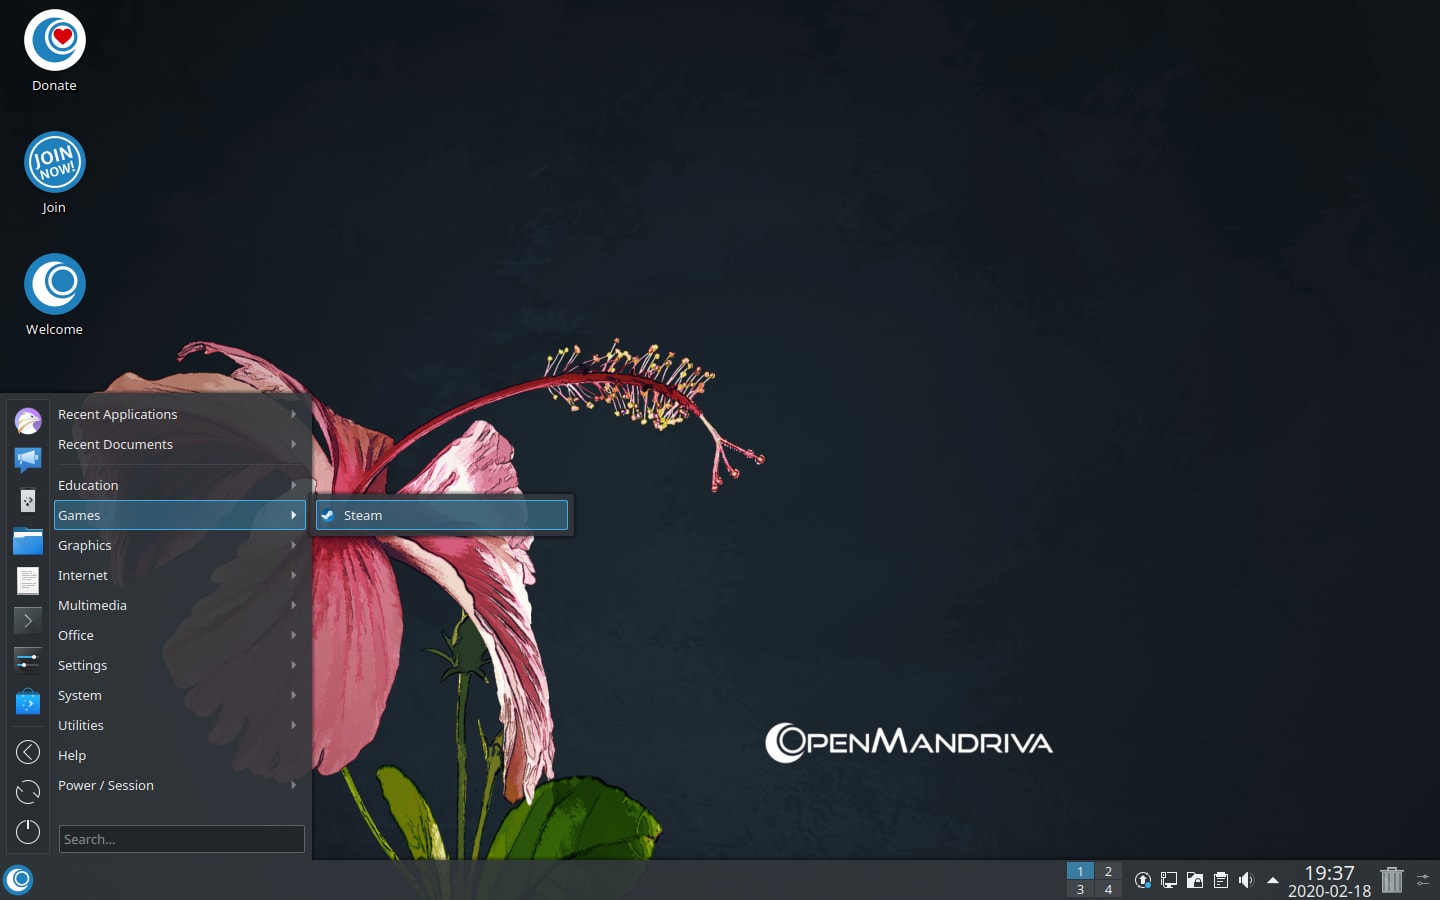 Donate
JOIN
NOW!
Join
Welcome
Recent Applications
Recent Documents
Education
Games
Steam
Graphics
Internet
Multimedia
Office
Settings
System
Utilities
Help
Power / Session
Search...
OPENMANDRIVA
1 2
3 4
19:37
2020-02-18